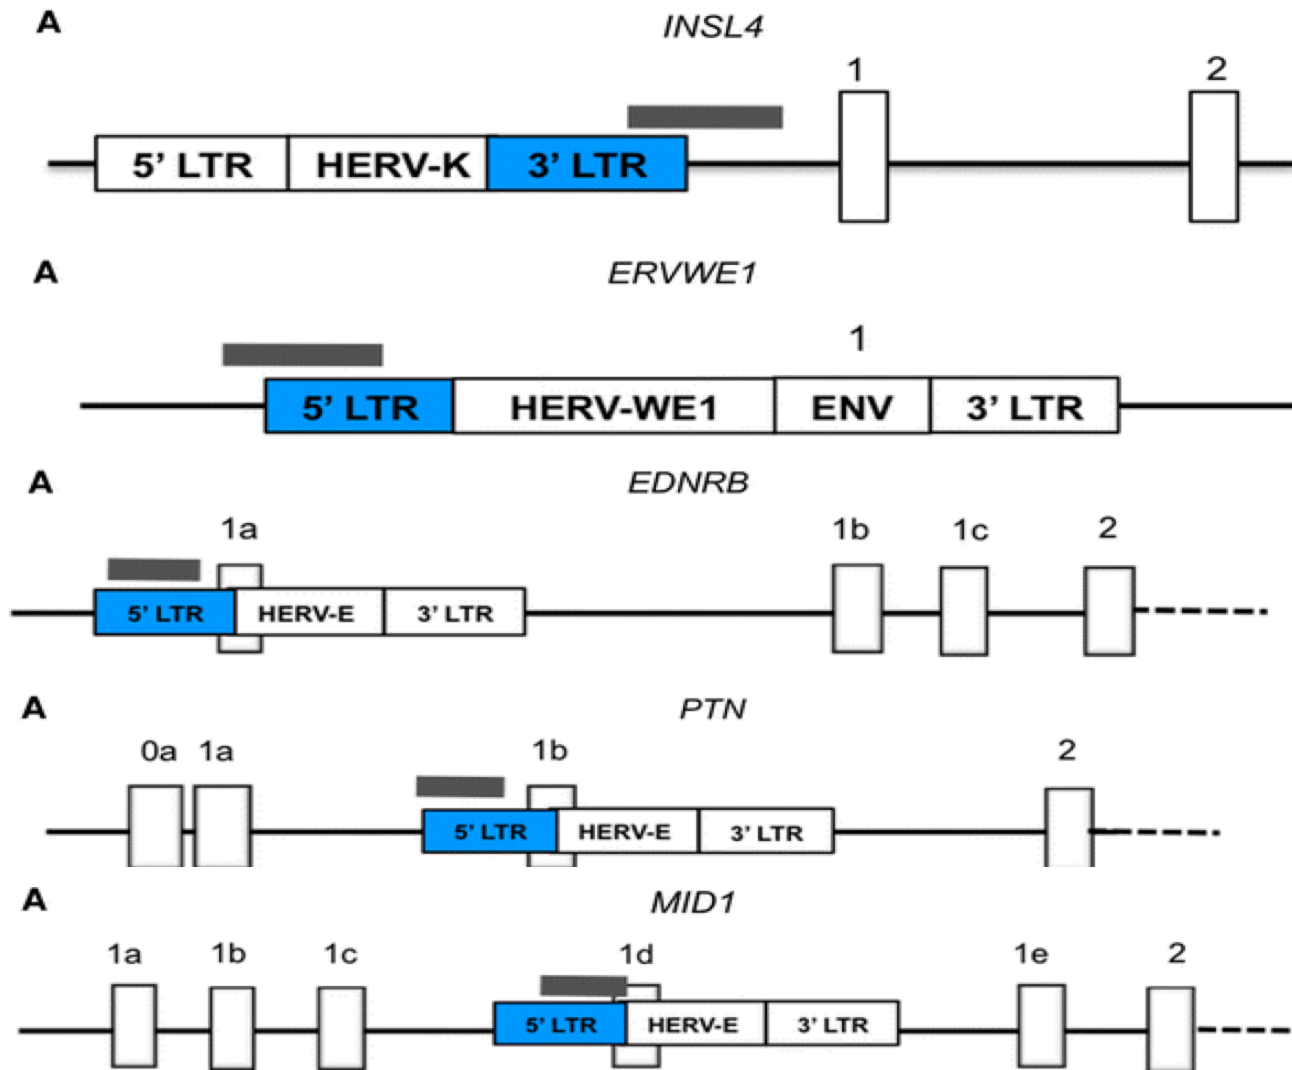 A
INSL4
1 2
5' LTR HERV-K 3' LTR
A
ERVWE1
1
5' LTR HERV-WE1 ENV 3' LTR
A
EDNRB
1a 1b 1c 2
5' LTR HERV-E 3' LTR
A
PTN
0a 1a 1b 2
5' LTR HERV-E 3' LTR
A
MID1
1a 1b 1c 1d 1e 2
5' LTR HERV-E 3' LTR